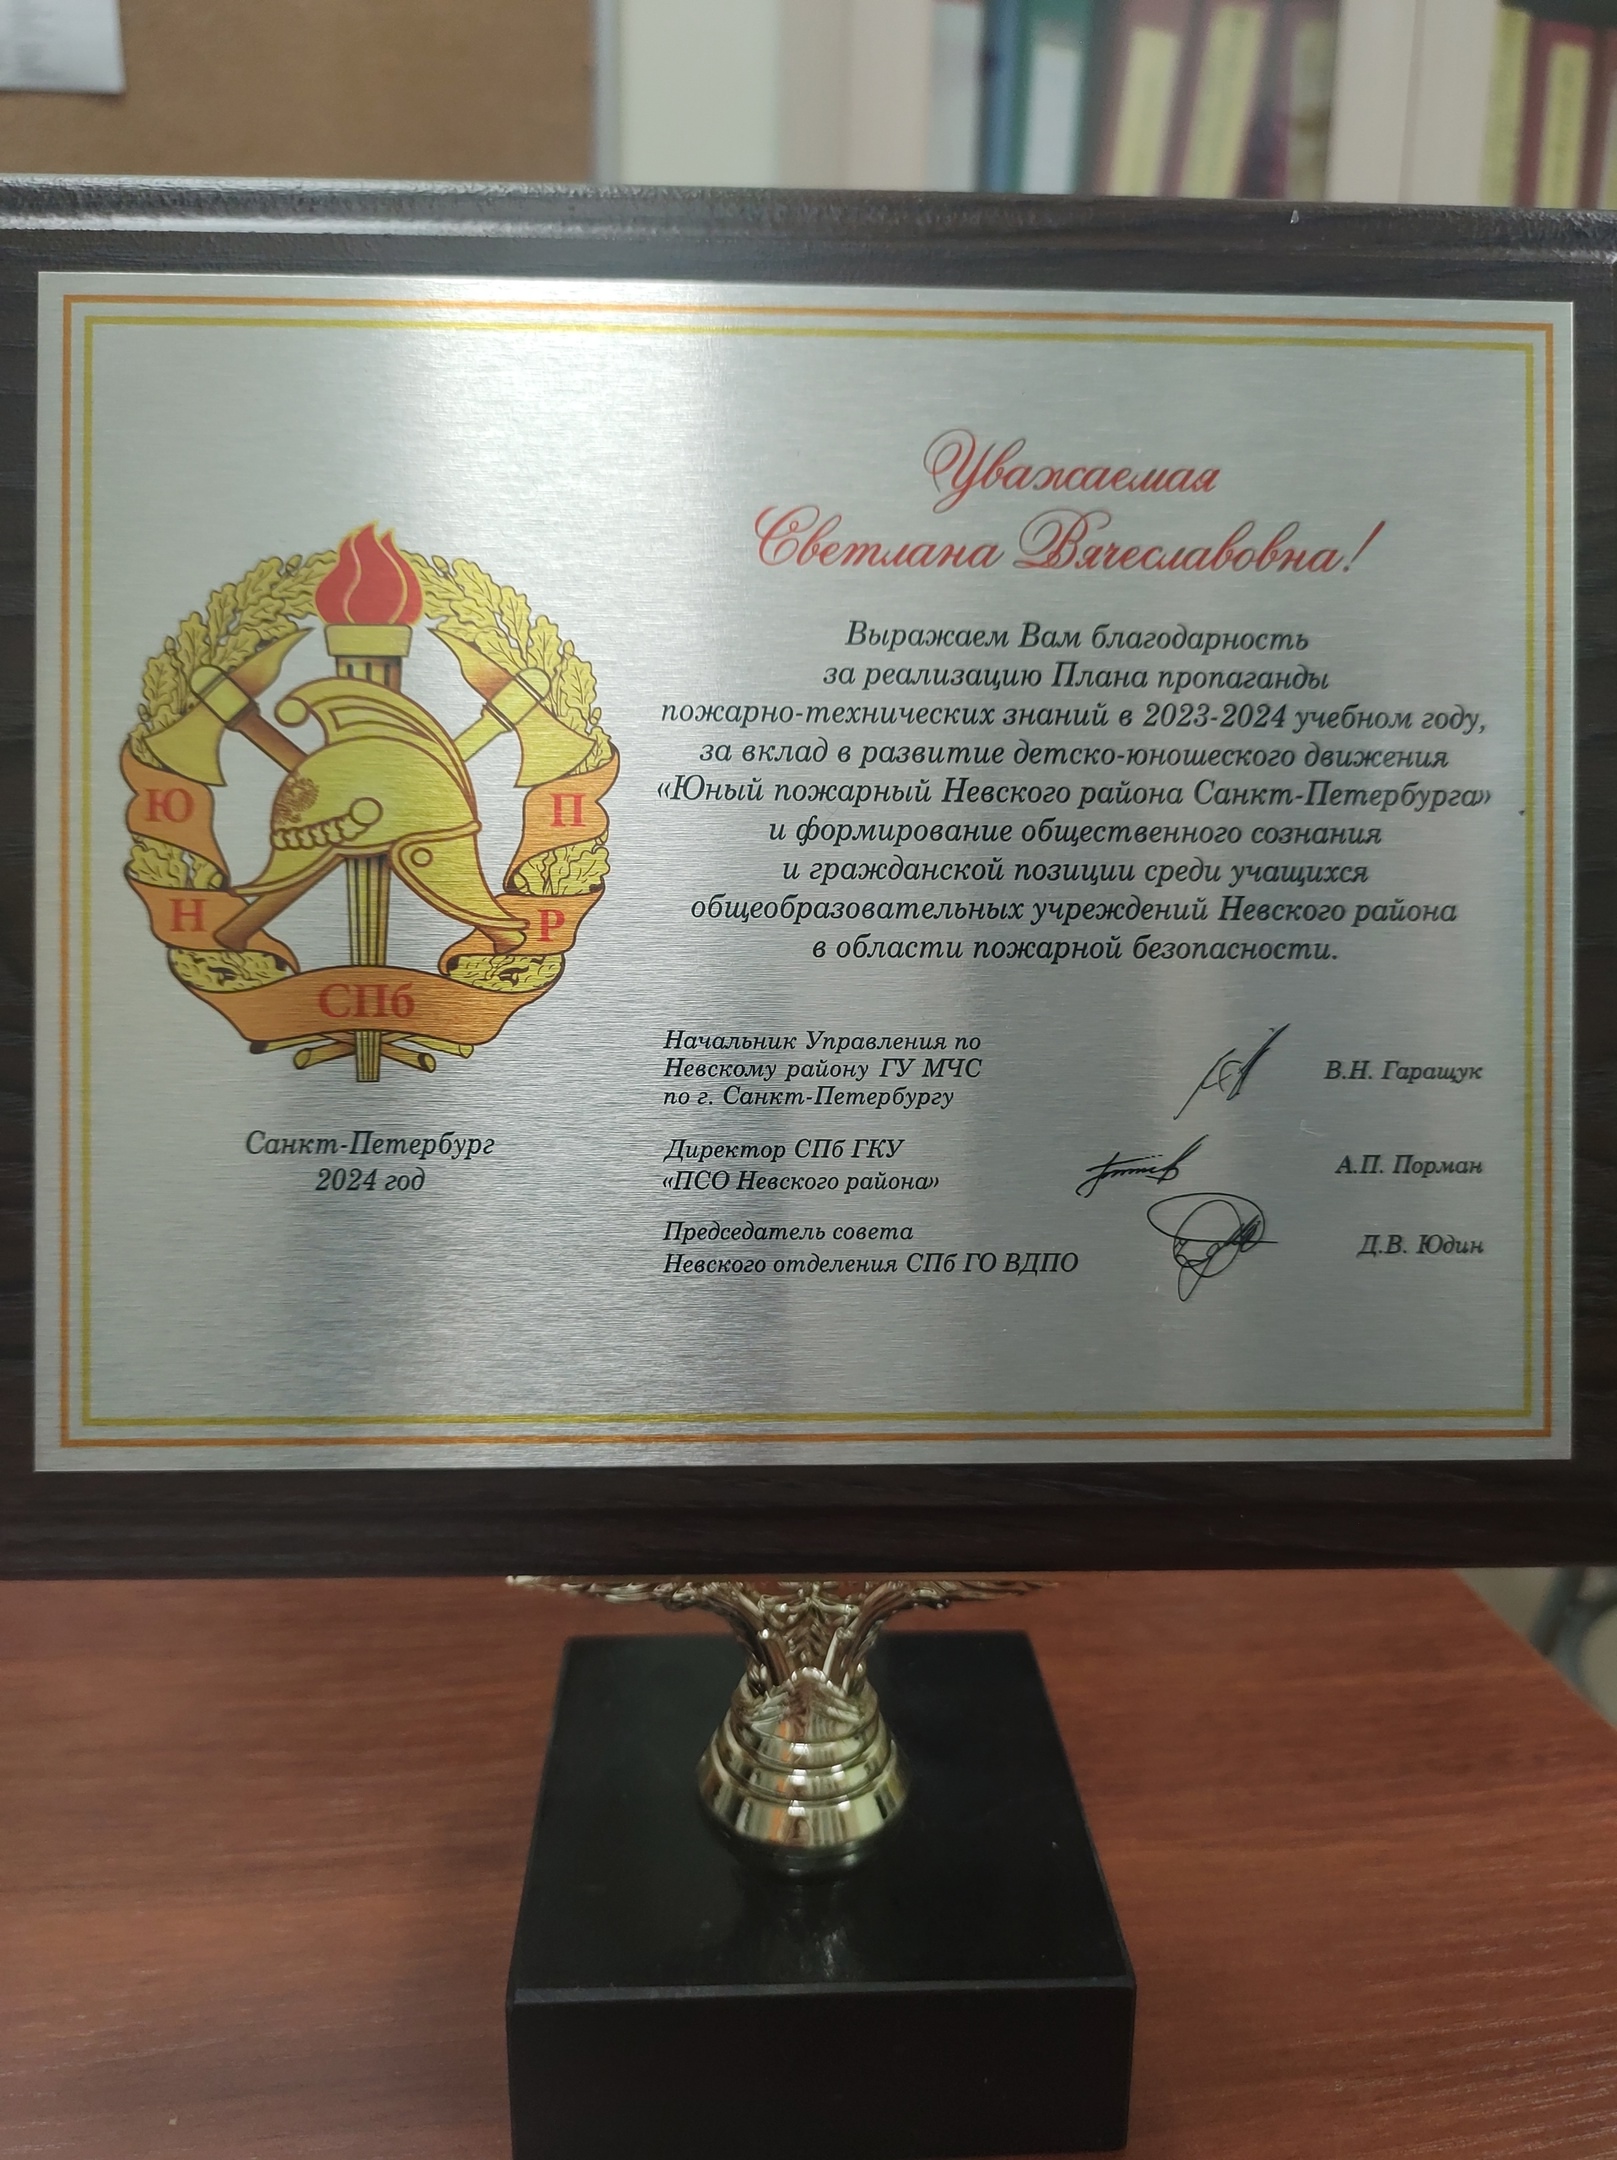 Уважаемая
Светлана Вячеславовна!
Выражаем Вам благодарность
за реализацию Плана пропаганды
пожарно-технических знаний в 2023-2024 учебном году,
за вклад в развитие детско-юношеского движения
«Юный пожарный Невского района Санкт-Петербурга»
и формирование общественного сознания
и гражданской позиции среди учащихся
общеобразовательных учреждений Невского района
в области пожарной безопасности.
Ю П
Н Р
СПб
Санкт-Петербург
2024 год
Начальник Управления по
Невскому району ГУ МЧС
по г. Санкт-Петербургу
В.Н. Гаращук
Директор СПб ГКУ
«ПСО Невского района»
А.П. Порман
Председатель совета
Невского отделения СПб ГО ВДПО
Д.В. Юдин